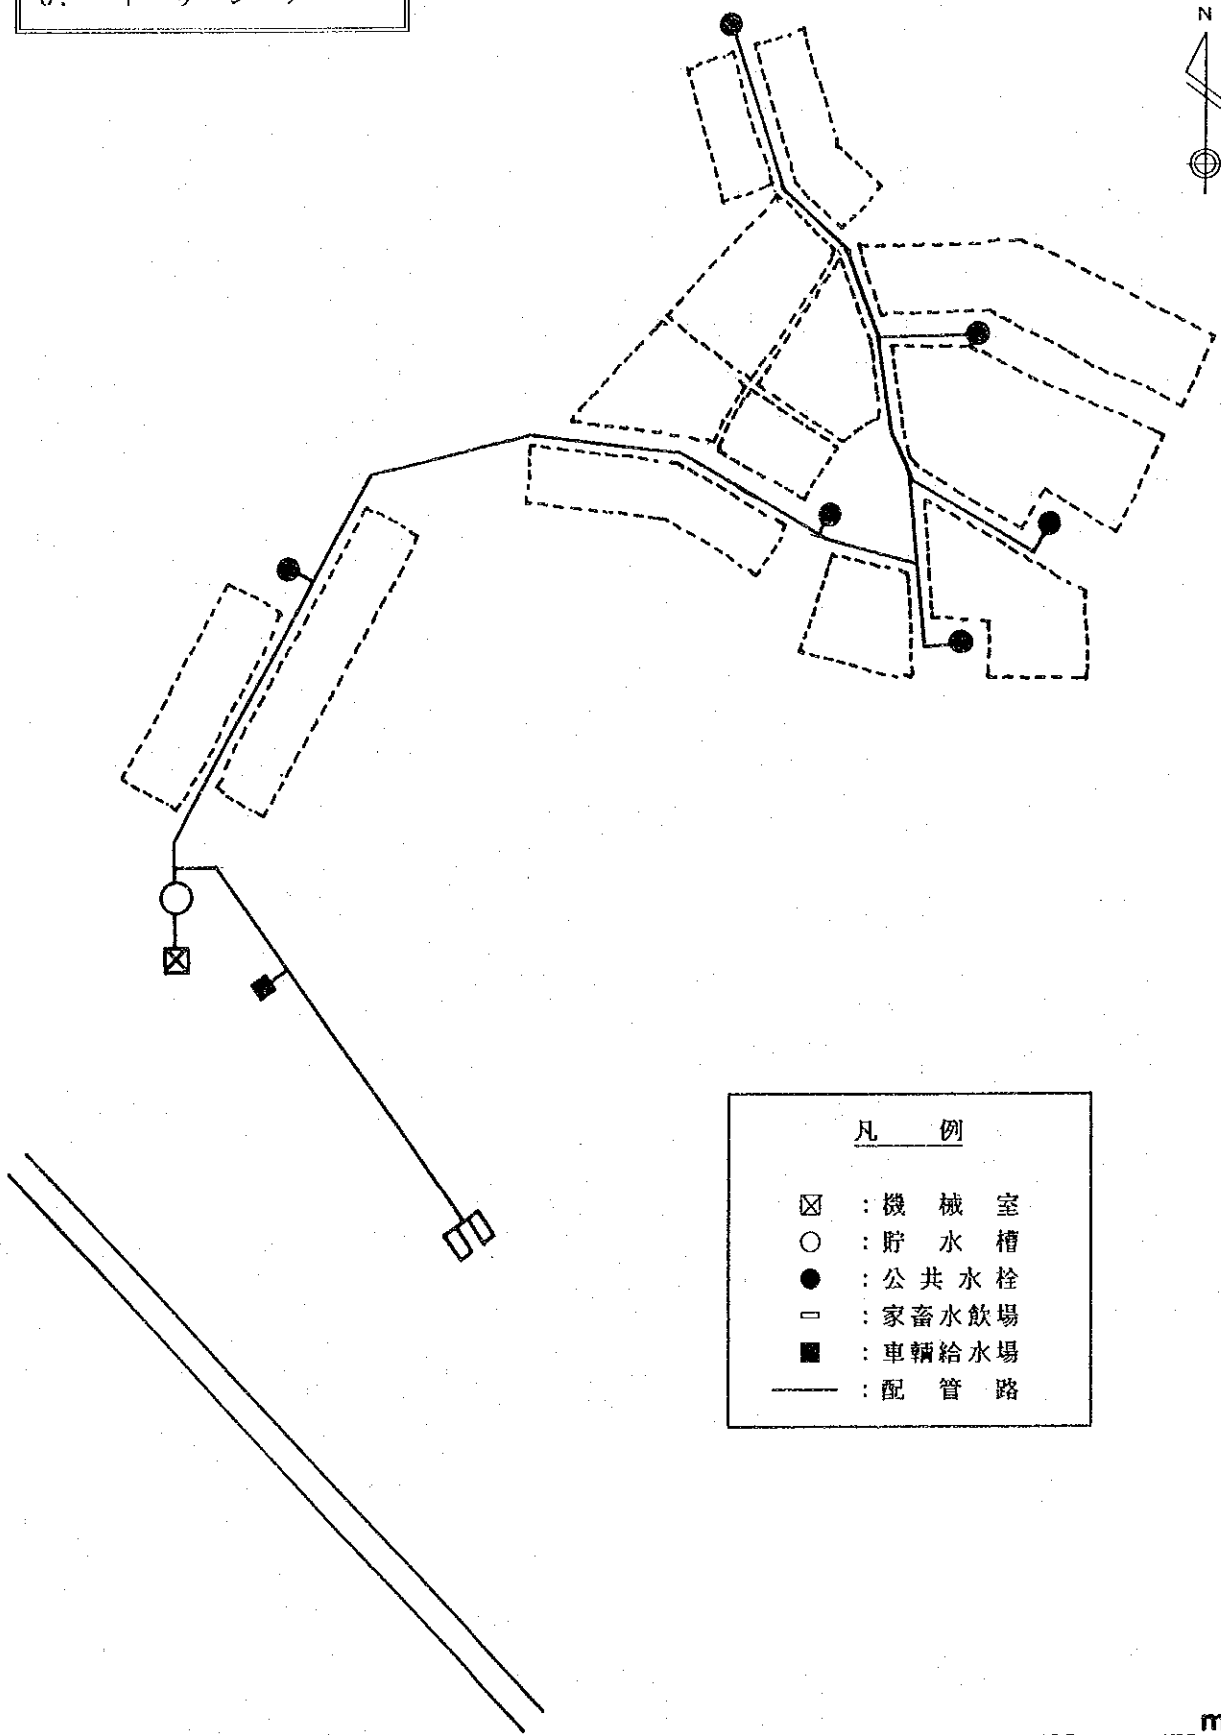 N
凡 例
: 機 械 室
: 貯 水 槽
: 公 共 水 栓
: 家畜水飲場
: 車輌給水場
: 配 管 路
m